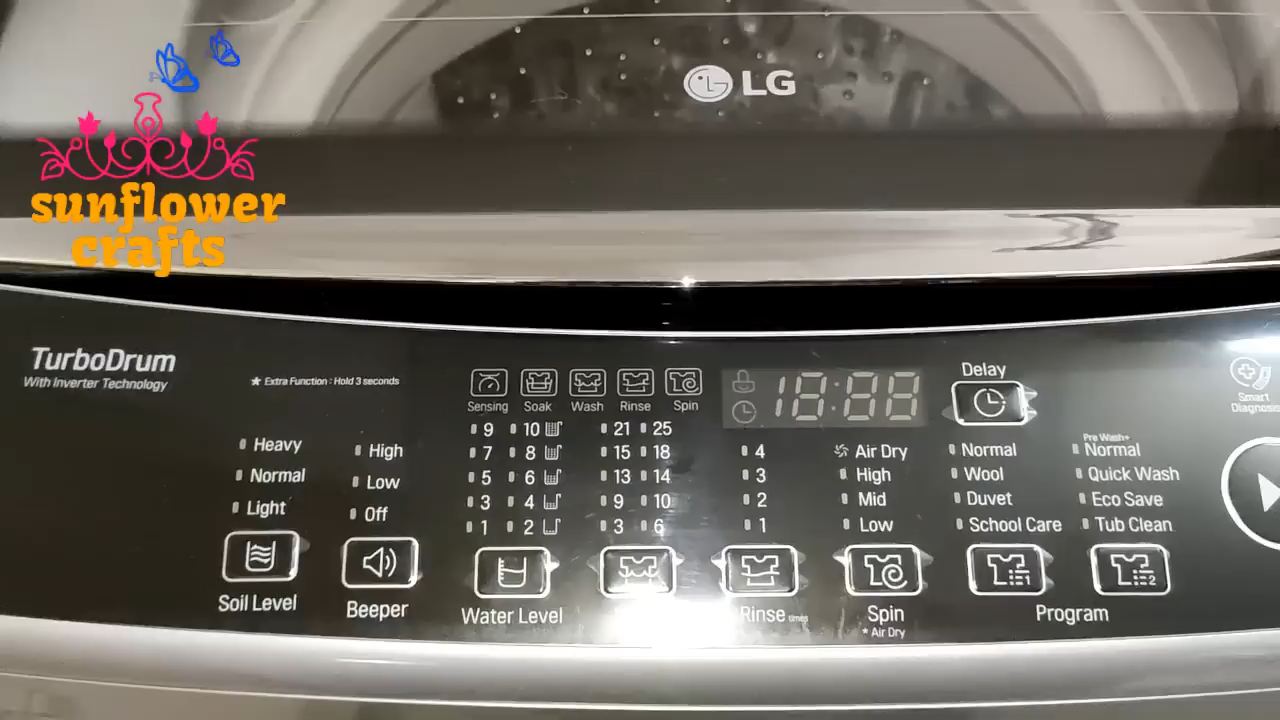 LG
sunflower
crafts
TurboDrum
With Inverter Technology
★ Extra Function : Hold 3 seconds
Sensing Soak Wash Rinse Spin
18:88
Delay
Smart
Diagnosis
Heavy
Normal
Light
Soil Level
High
Low
Off
Beeper
9 10
7 8
5 6
3 4
1 2
Water Level
21 25
15 18
13 14
9 10
3 6
4
3
2
1
Rinse times
Air Dry
High
Mid
Low
Spin
* Air Dry
Normal
Wool
Duvet
School Care
1
Pre Wash+
Normal
Quick Wash
Eco Save
Tub Clean
2
Program